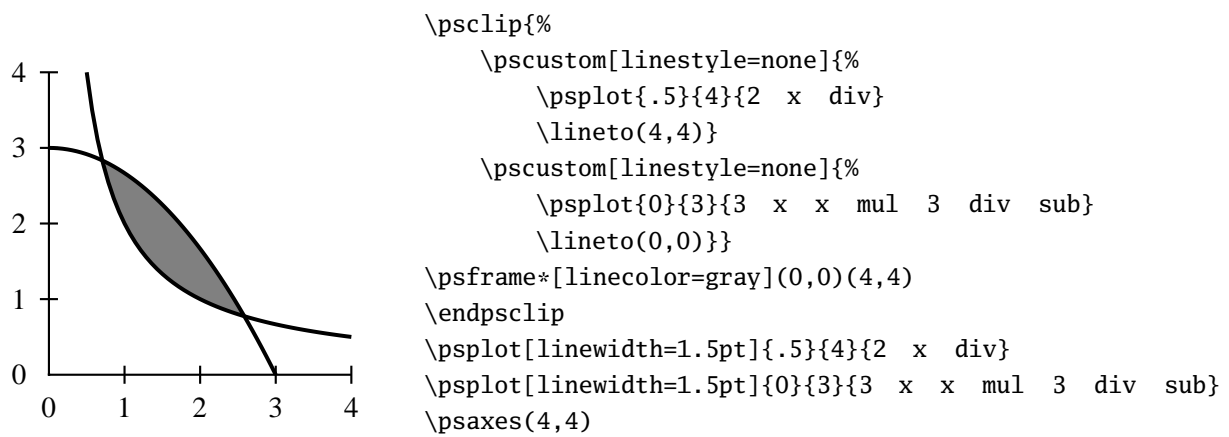 4
3
2
1
0
0 1 2 3 4
\psclip{%
    \pscustom[linestyle=none]{%
        \psplot{.5}{4}{2  x  div}
        \lineto(4,4)}
    \pscustom[linestyle=none]{%
        \psplot{0}{3}{3  x  x  mul  3  div  sub}
        \lineto(0,0)}}
\psframe*[linecolor=gray](0,0)(4,4)
\endpsclip
\psplot[linewidth=1.5pt]{.5}{4}{2  x  div}
\psplot[linewidth=1.5pt]{0}{3}{3  x  x  mul  3  div  sub}
\psaxes(4,4)